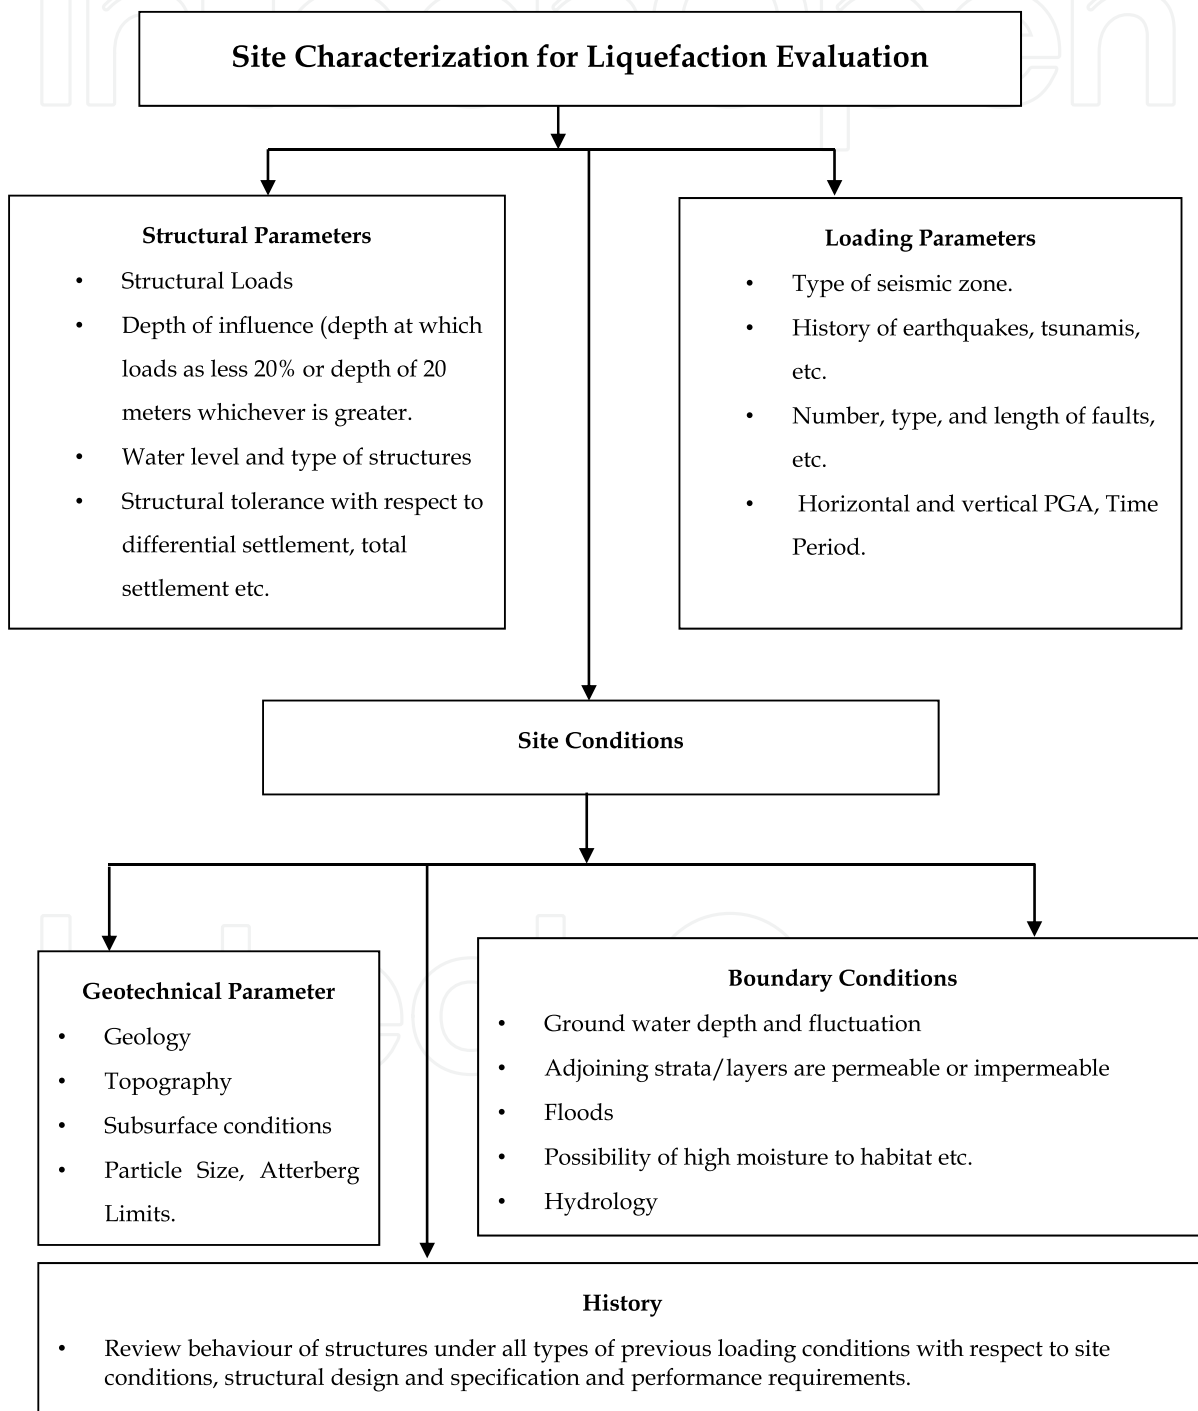 Site Characterization for Liquefaction Evaluation
Structural Parameters
• Structural Loads
• Depth of influence (depth at which
loads as less 20% or depth of 20
meters whichever is greater.
• Water level and type of structures
• Structural tolerance with respect to
differential settlement, total
settlement etc.
Loading Parameters
• Type of seismic zone.
• History of earthquakes, tsunamis,
etc.
• Number, type, and length of faults,
etc.
• Horizontal and vertical PGA, Time
Period.
Site Conditions
Geotechnical Parameter
• Geology
• Topography
• Subsurface conditions
• Particle Size, Atterberg
Limits.
Boundary Conditions
• Ground water depth and fluctuation
• Adjoining strata/layers are permeable or impermeable
• Floods
• Possibility of high moisture to habitat etc.
• Hydrology
History
• Review behaviour of structures under all types of previous loading conditions with respect to site
conditions, structural design and specification and performance requirements.